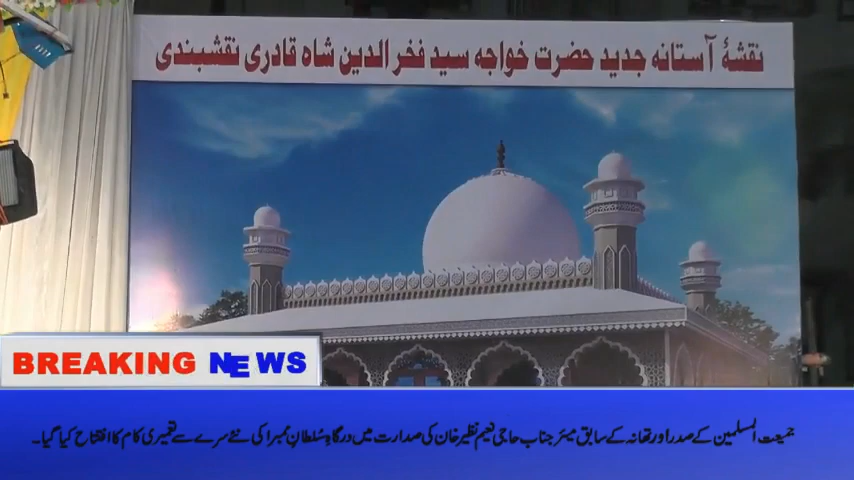 نقشۂ آستانہ جدید حضرت خواجہ سید فخر الدین شاہ قادری نقشبندی
BREAKING NEWS
جمیعت المسلمین کے صدر اور تھانہ کے سابق میئر جناب حاجی نعیم نظیر خان کی صدارت میں درگاہِ سُلطانِ ممبرا کی نئے سرے سے تعمیری کام کا افتتاح کیا گیا۔